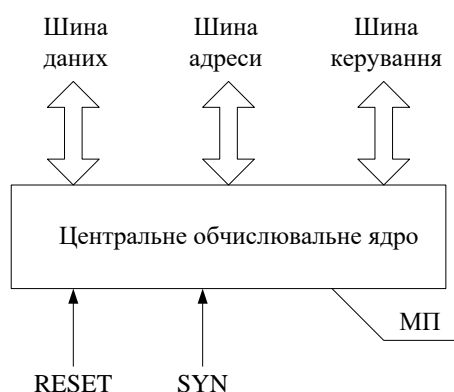 Шина даних
Шина адреси
Шина керування
Центральне обчислювальне ядро
МП
RESET
SYN